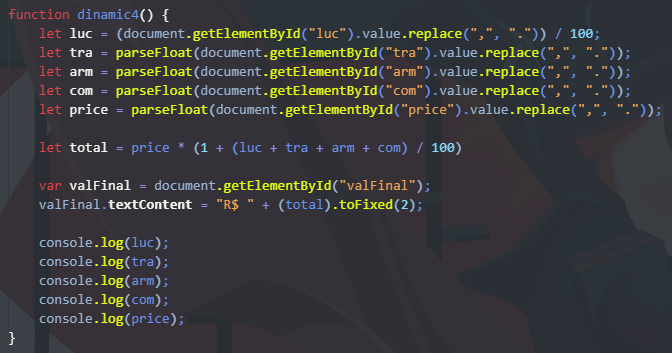 function dinamic4() {
    let luc = (document.getElementById("luc").value.replace(",", ".")) / 100;
    let tra = parseFloat(document.getElementById("tra").value.replace(",", "."));
    let arm = parseFloat(document.getElementById("arm").value.replace(",", "."));
    let com = parseFloat(document.getElementById("com").value.replace(",", "."));
    let price = parseFloat(document.getElementById("price").value.replace(",", "."));

    let total = price * (1 + (luc + tra + arm + com) / 100)

    var valFinal = document.getElementById("valFinal");
    valFinal.textContent = "R$ " + (total).toFixed(2);

    console.log(luc);
    console.log(tra);
    console.log(arm);
    console.log(com);
    console.log(price);
}